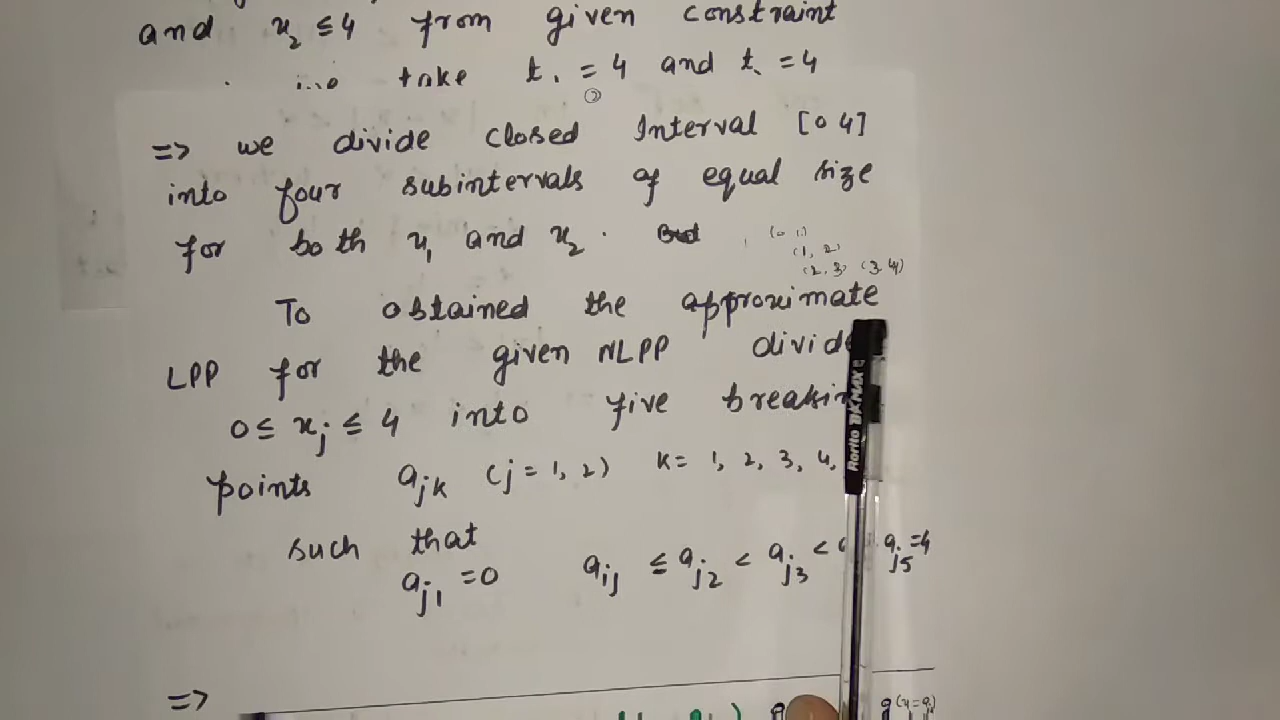 and x₂ ≤ 4 from given constraint
take t₁ = 4 and t₂ = 4
=> we divide closed Interval [0 4]
into four subintervals of equal size
for both x₁ and x₂.
(0 1)
(1, 2)
(2, 3) (3 4)
To obtained the approximate
LPP for the given NLPP divide
0 ≤ xⱼ ≤ 4 into five
points aⱼₖ (j = 1, 2) k = 1, 2, 3, 4,
such that
aⱼ₁ = 0 aᵢⱼ ≤ aⱼ₂ < aⱼ₃ < aⱼ₅ = 4
=>
Rorito